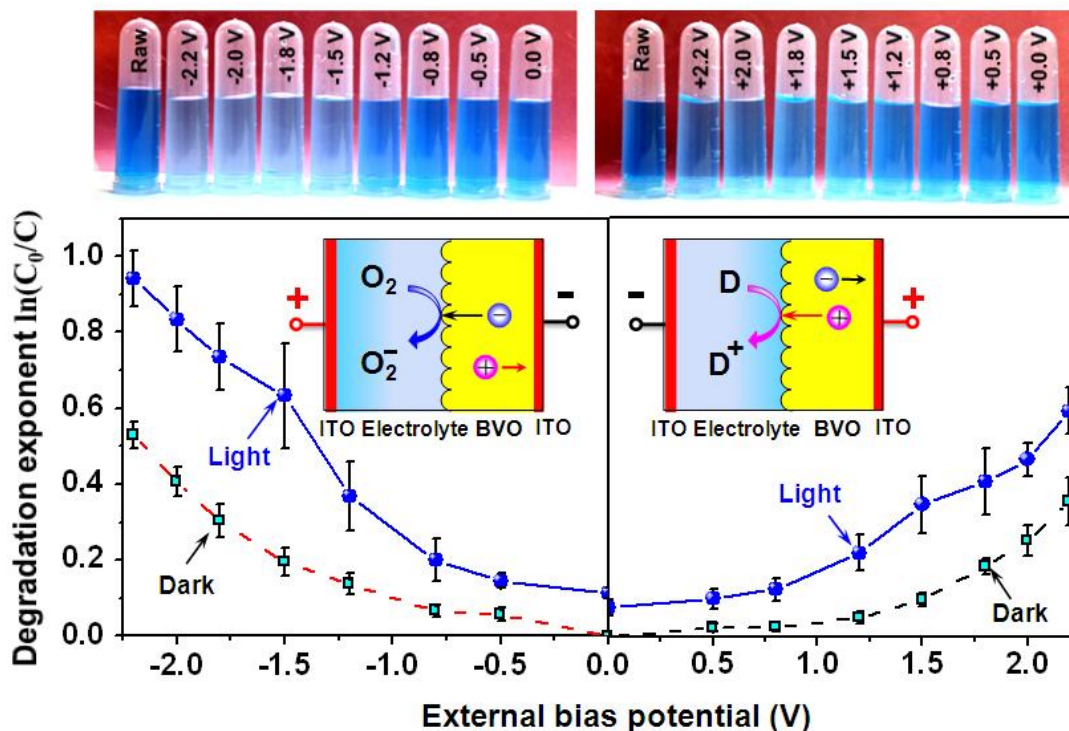 Raw -2.2 V -2.0 V -1.8 V -1.5 V -1.2 V -0.8 V -0.5 V 0.0 V
Raw +2.2 V +2.0 V +1.8 V +1.5 V +1.2 V +0.8 V +0.5 V +0.0 V
Degradation exponent ln(C₀/C)
1.0
0.8
0.6
0.4
0.2
0.0
+ O₂ O₂⁻ − + -
ITO Electrolyte BVO ITO
- D D⁺ − + +
ITO Electrolyte BVO ITO
Light
Dark
Light
Dark
-2.0 -1.5 -1.0 -0.5 0.0 0.5 1.0 1.5 2.0
External bias potential (V)